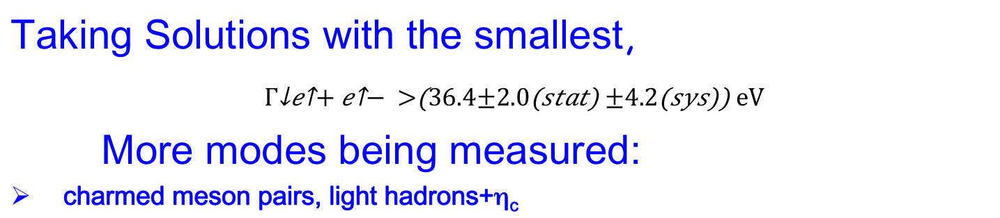 Taking Solutions with the smallest,
Γ↓e↑+ e↑− >(36.4±2.0(stat) ±4.2(sys)) eV
More modes being measured:
➢ charmed meson pairs, light hadrons+ηc